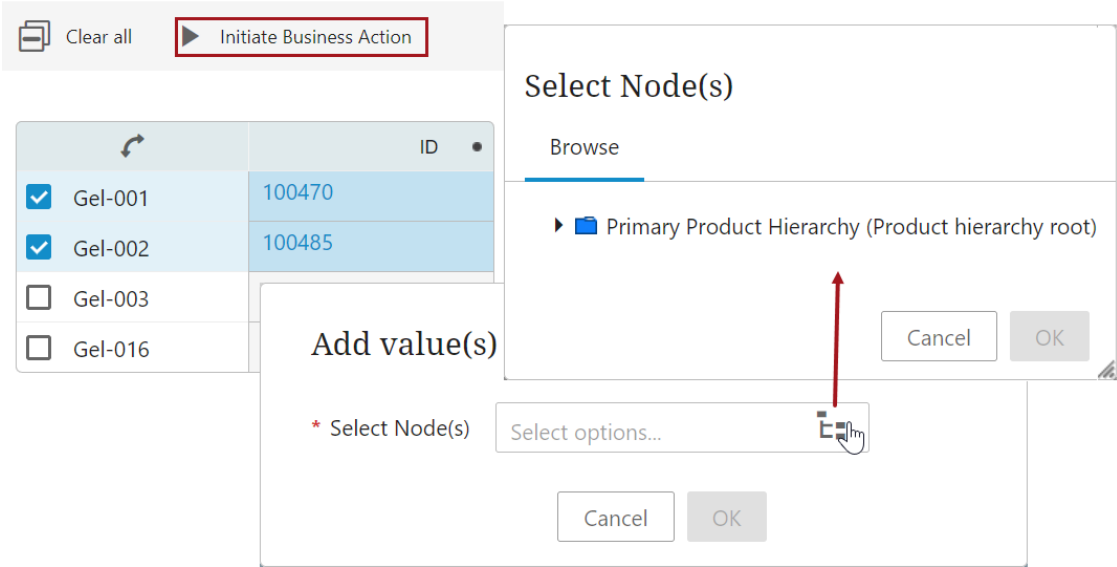 Clear all
Initiate Business Action
ID
Gel-001
100470
Gel-002
100485
Gel-003
Gel-016
Select Node(s)
Browse
Primary Product Hierarchy (Product hierarchy root)
Cancel
OK
Add value(s)
* Select Node(s)
Select options...
Cancel
OK